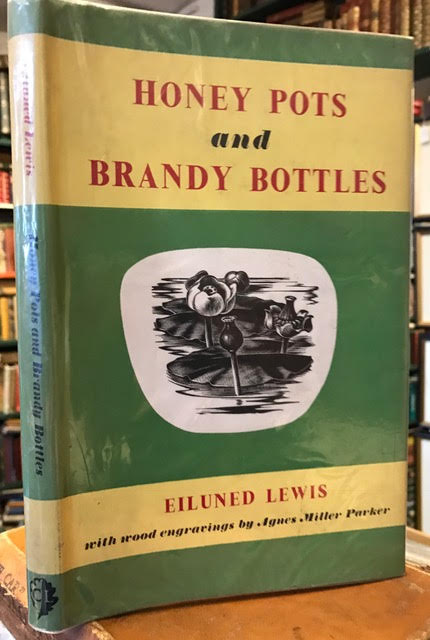 HONEY POTS
and
BRANDY BOTTLES
EILUNED LEWIS
with wood engravings by Agnes Miller Parker
Eiluned Lewis
Honey Pots and Brandy Bottles